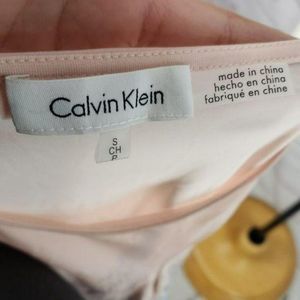 Calvin Klein
S
CH
P
made in china
hecho en china
fabriqué en chine